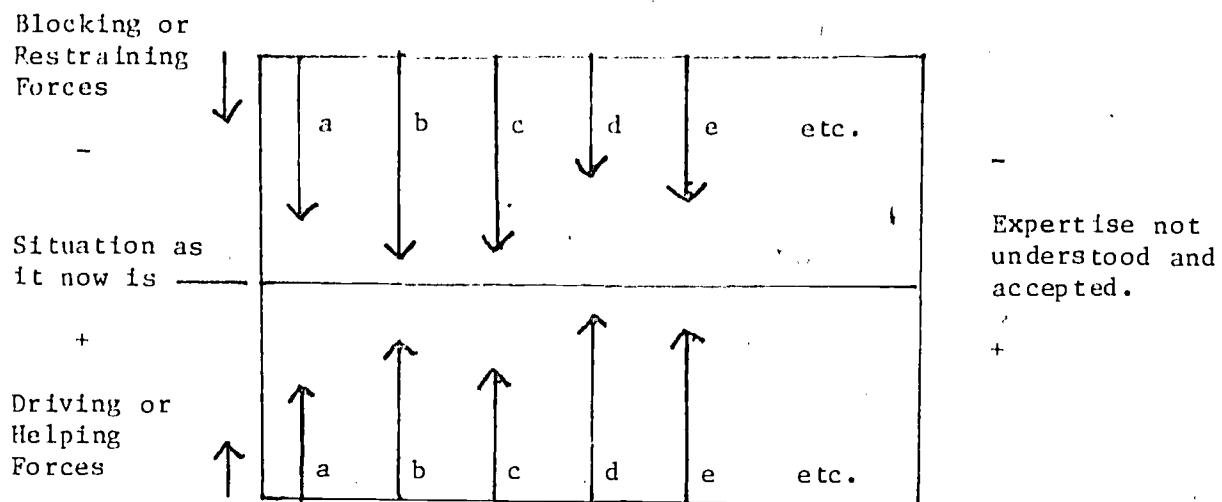 Blocking or
Restraining
Forces
a b c d e etc.
-
-
Situation as
it now is
Expertise not
understood and
accepted.
+
+
Driving or
Helping
Forces
a b c d e etc.